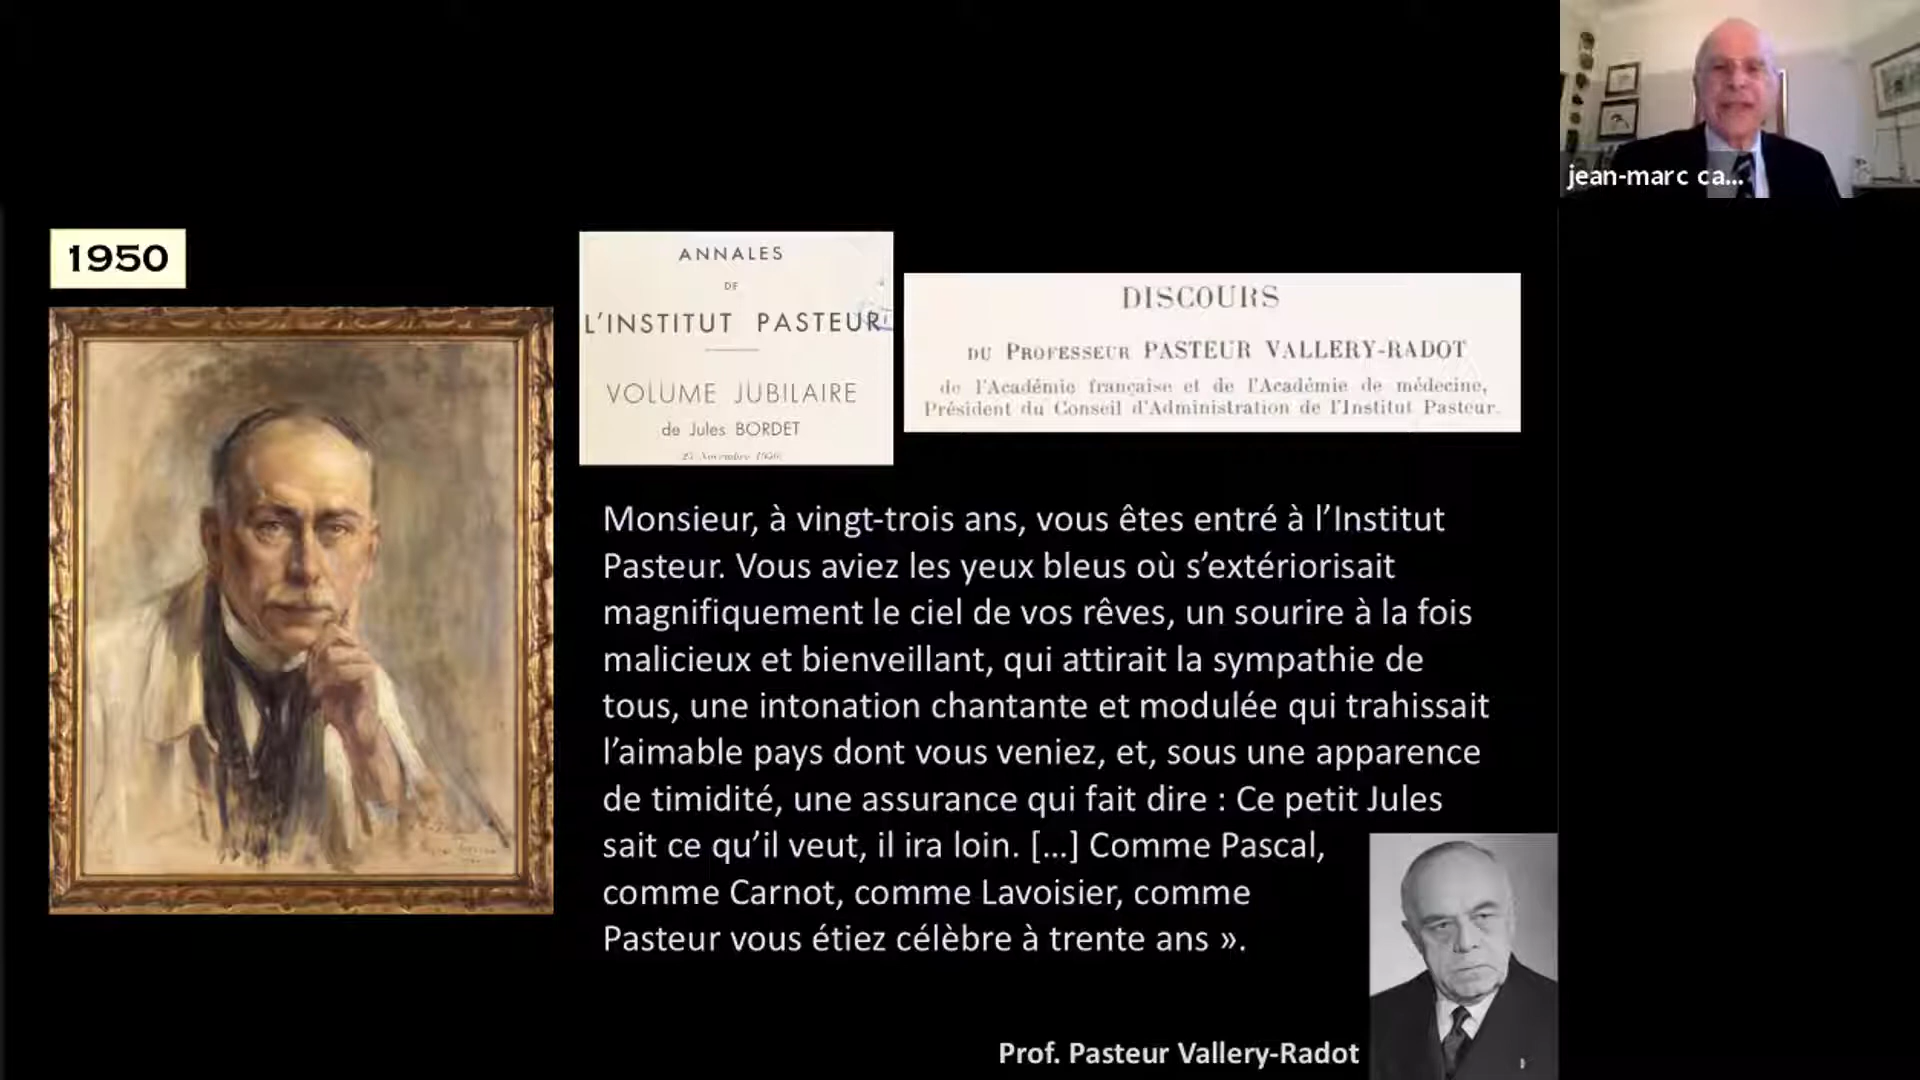 jean-marc ca...
1950
ANNALES
DE
L'INSTITUT PASTEUR
VOLUME JUBILAIRE
de Jules BORDET
Novembre 1950
DISCOURS
DU PROFESSEUR PASTEUR VALLERY-RADOT
de l'Académie française et de l'Académie de médecine,
Président du Conseil d'Administration de l'Institut Pasteur.
Monsieur, à vingt-trois ans, vous êtes entré à l'Institut
Pasteur. Vous aviez les yeux bleus où s'extériorisait
magnifiquement le ciel de vos rêves, un sourire à la fois
malicieux et bienveillant, qui attirait la sympathie de
tous, une intonation chantante et modulée qui trahissait
l'aimable pays dont vous veniez, et, sous une apparence
de timidité, une assurance qui fait dire : Ce petit Jules
sait ce qu'il veut, il ira loin. [...] Comme Pascal,
comme Carnot, comme Lavoisier, comme
Pasteur vous étiez célèbre à trente ans ».
Prof. Pasteur Vallery-Radot